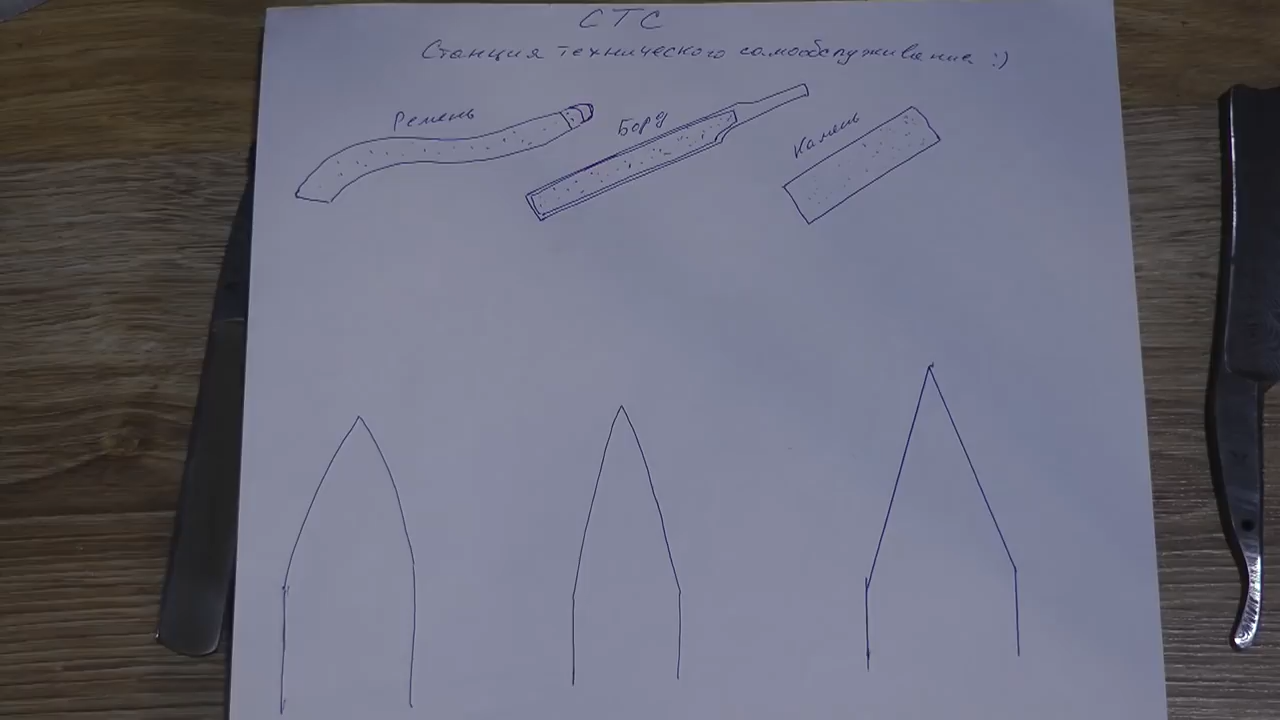 СТС
Станция технического самообслуживание :)
Ремень
Борд
Камень